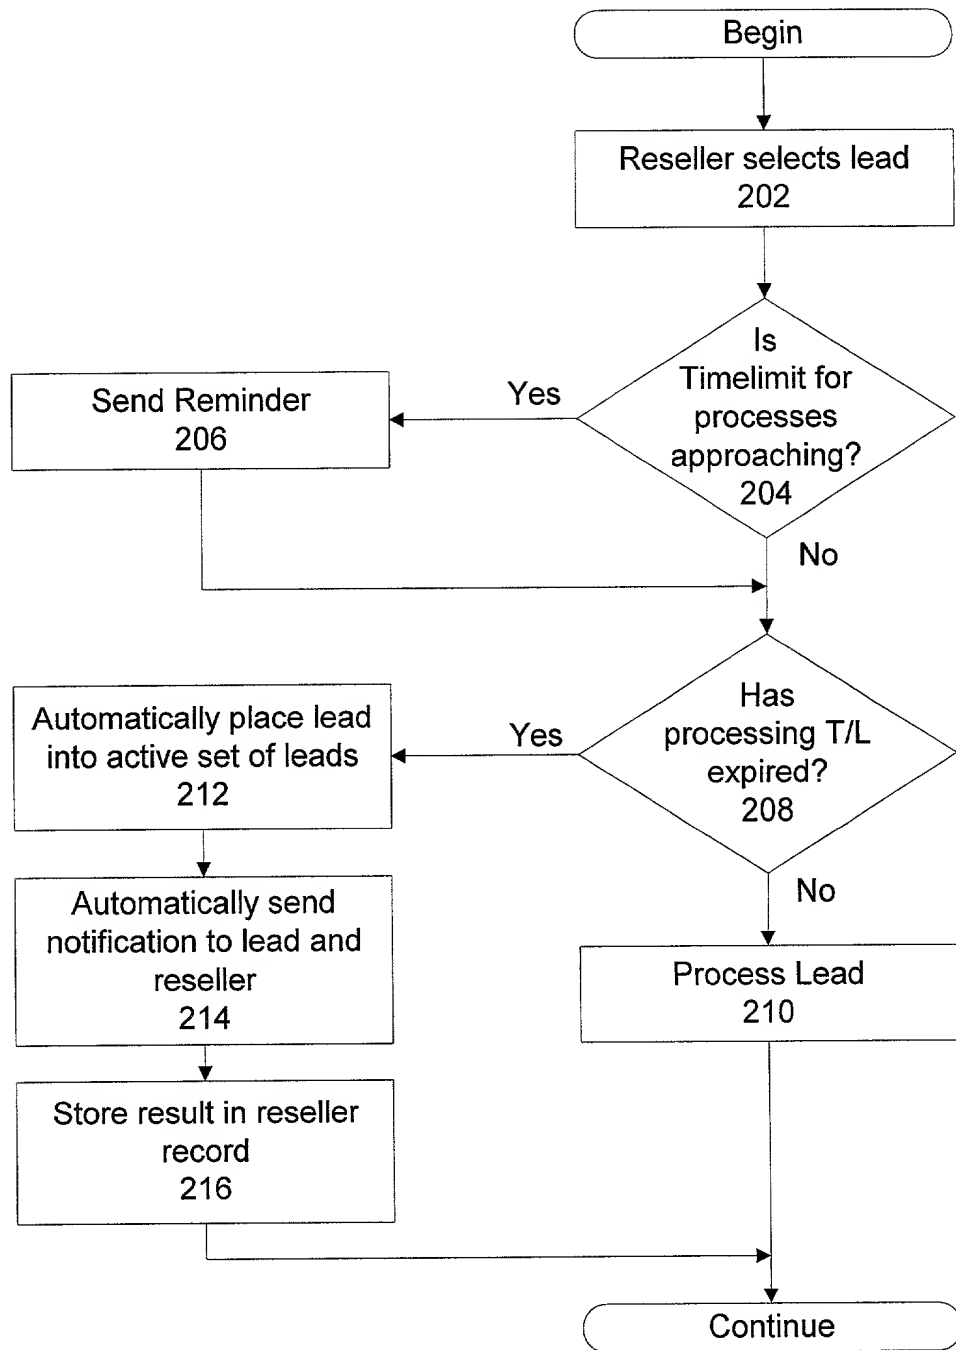 Begin
Reseller selects lead
202
Is
Timelimit for
processes
approaching?
204
Yes
Send Reminder
206
No
Has
processing T/L
expired?
208
Yes
Automatically place lead
into active set of leads
212
No
Automatically send
notification to lead and
reseller
214
Process Lead
210
Store result in reseller
record
216
Continue